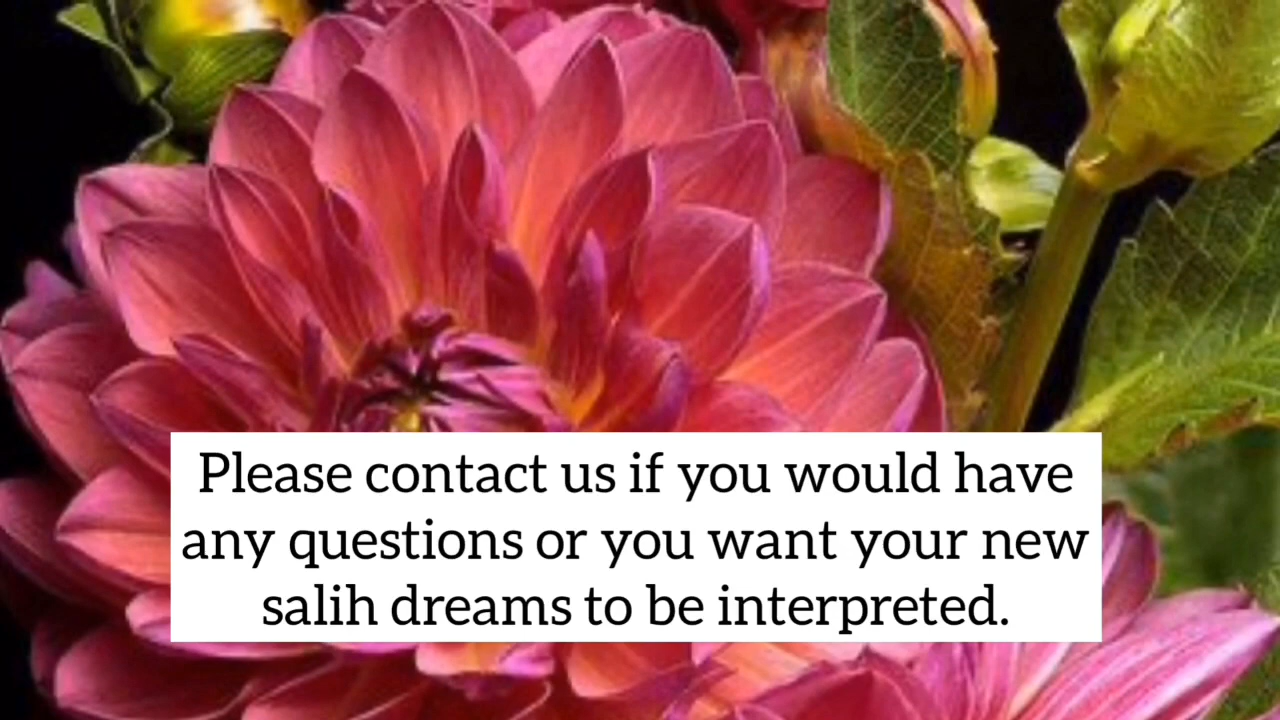 Please contact us if you would have
any questions or you want your new
salih dreams to be interpreted.